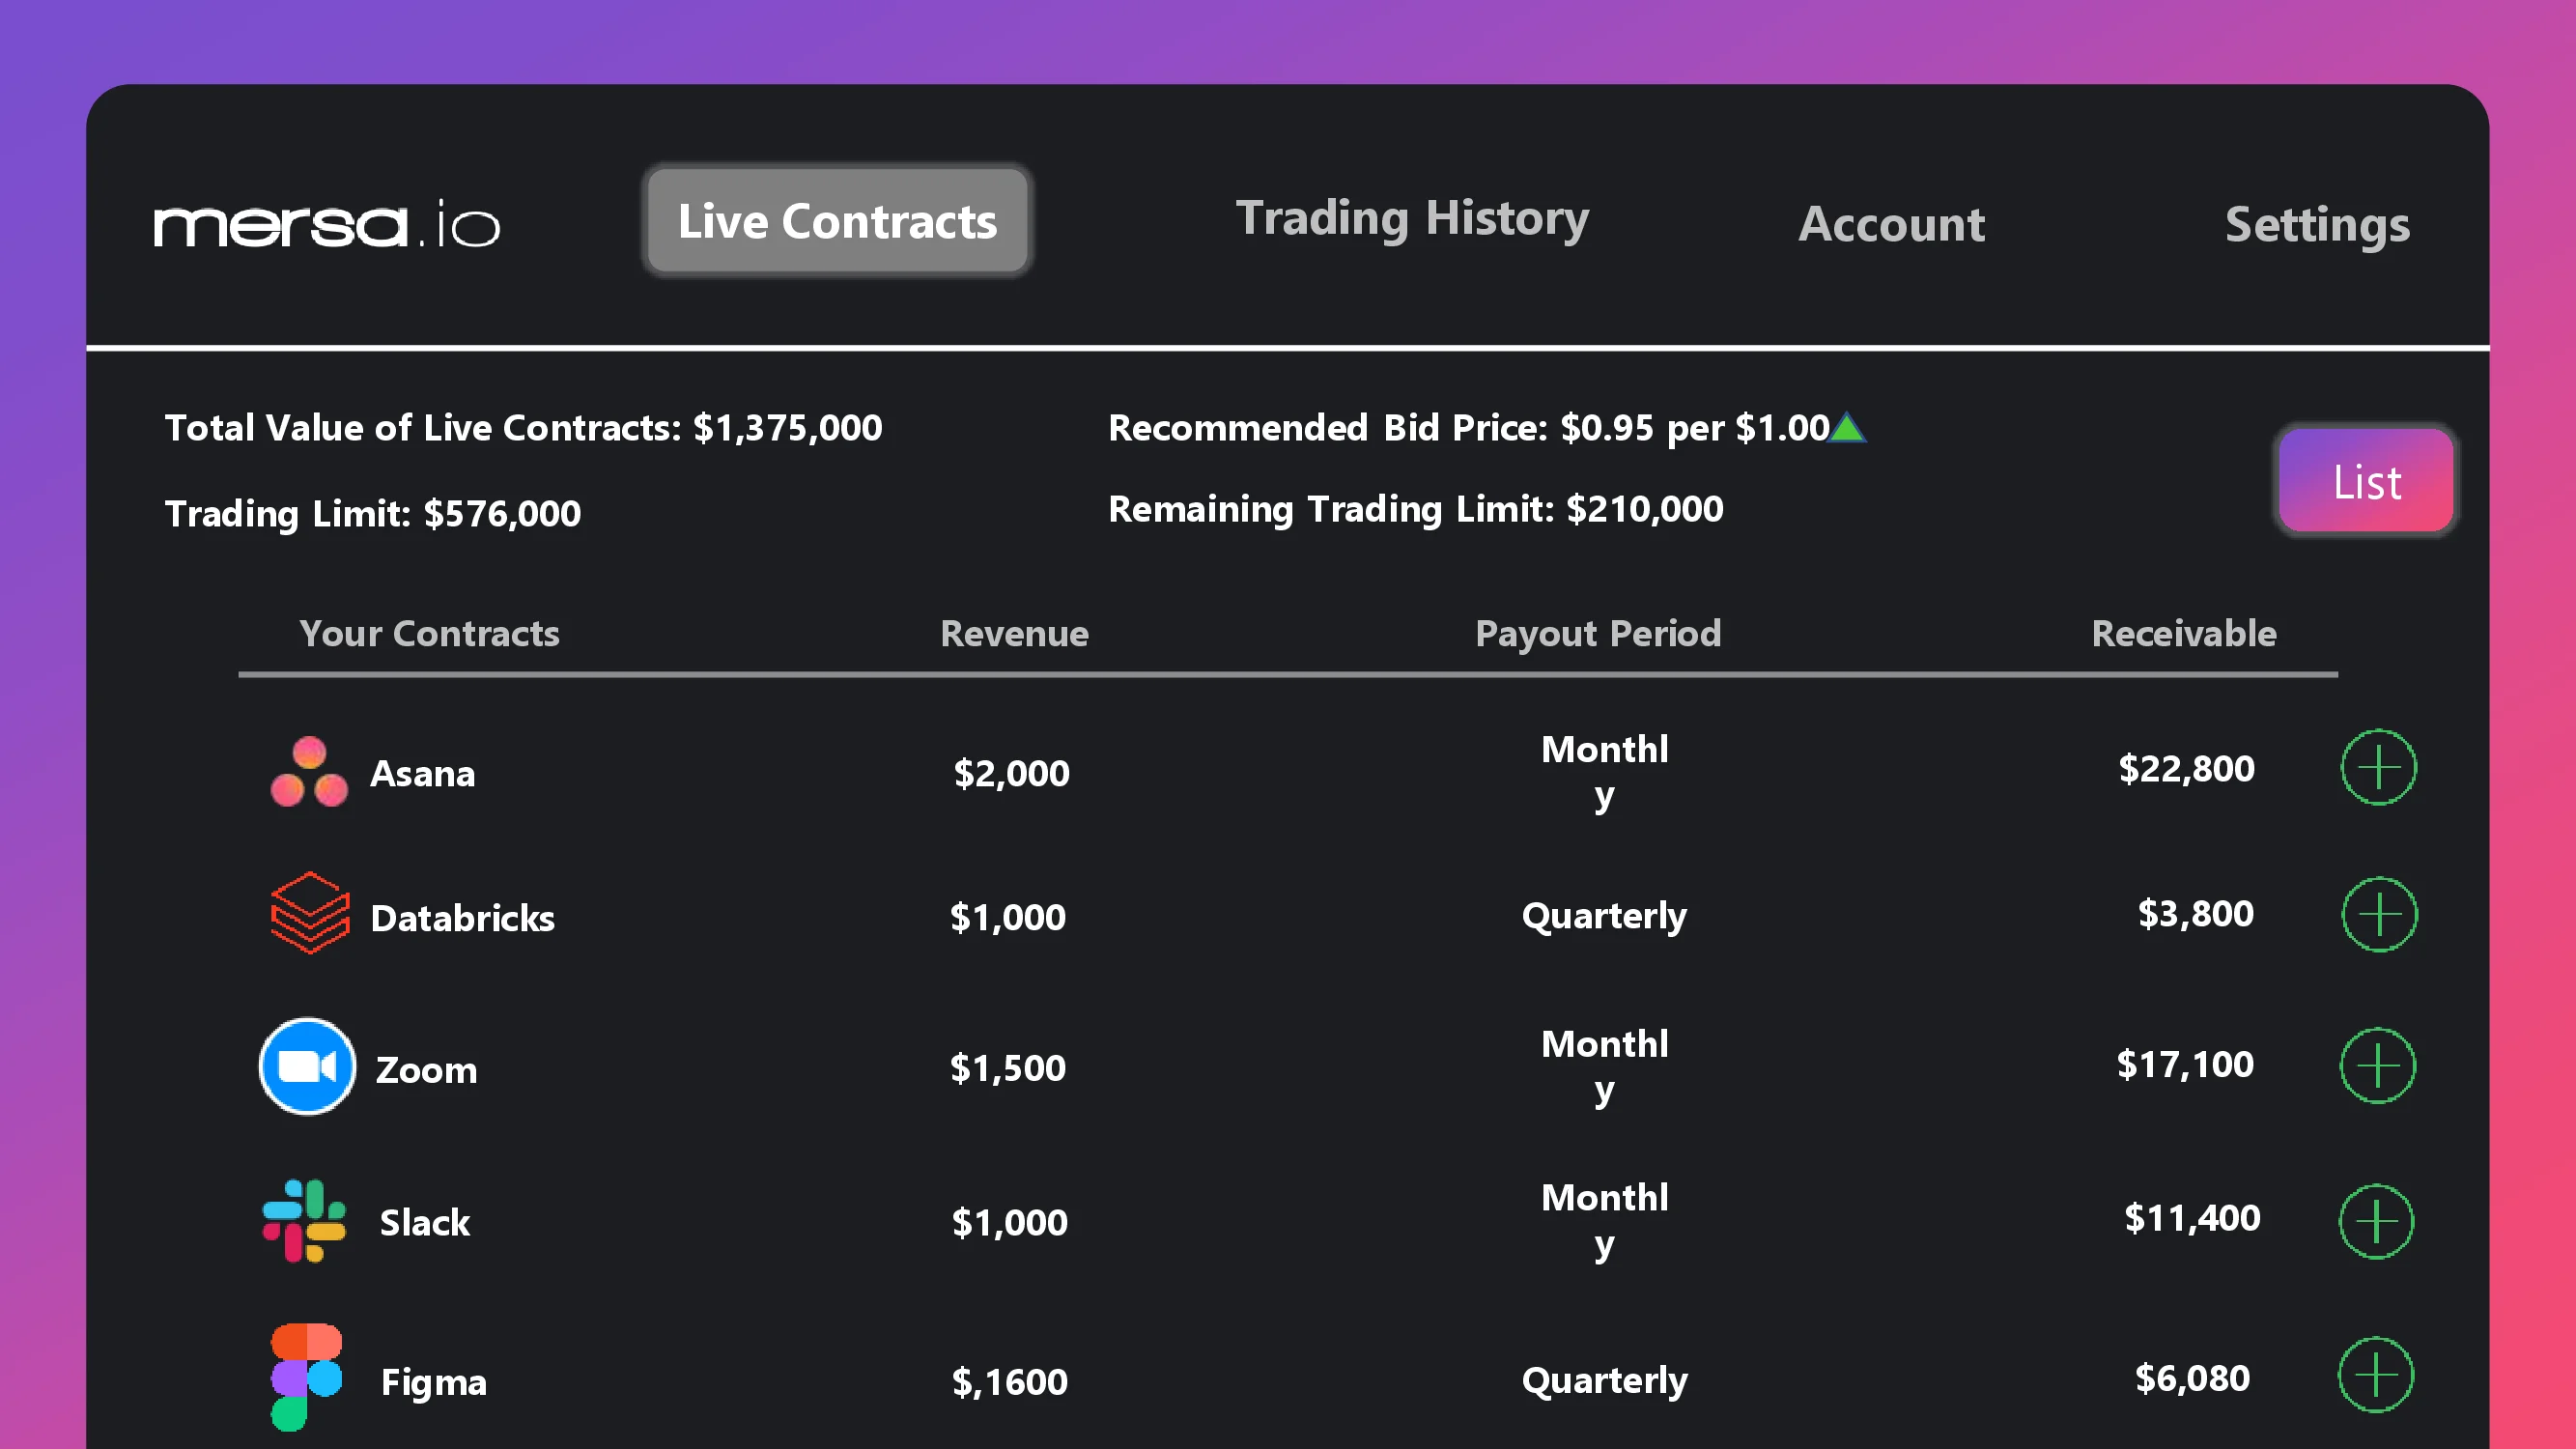 mersa.io
Live Contracts
Trading History
Account
Settings
Total Value of Live Contracts: $1,375,000
Recommended Bid Price: $0.95 per $1.00
Trading Limit: $576,000
Remaining Trading Limit: $210,000
List
Your Contracts
Revenue
Payout Period
Receivable
Asana
$2,000
Monthl
y
$22,800
Databricks
$1,000
Quarterly
$3,800
Zoom
$1,500
Monthl
y
$17,100
Slack
$1,000
Monthl
y
$11,400
Figma
$,1600
Quarterly
$6,080